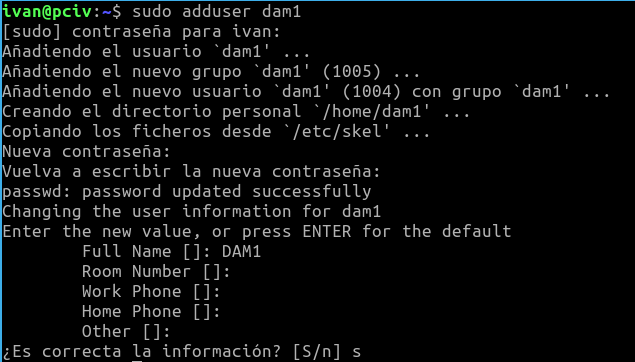 ivan@pciv:~$ sudo adduser dam1
[sudo] contraseña para ivan:
Añadiendo el usuario `dam1' ...
Añadiendo el nuevo grupo `dam1' (1005) ...
Añadiendo el nuevo usuario `dam1' (1004) con grupo `dam1' ...
Creando el directorio personal `/home/dam1' ...
Copiando los ficheros desde `/etc/skel' ...
Nueva contraseña:
Vuelva a escribir la nueva contraseña:
passwd: password updated successfully
Changing the user information for dam1
Enter the new value, or press ENTER for the default
        Full Name []: DAM1
        Room Number []:
        Work Phone []:
        Home Phone []:
        Other []:
¿Es correcta la información? [S/n] s